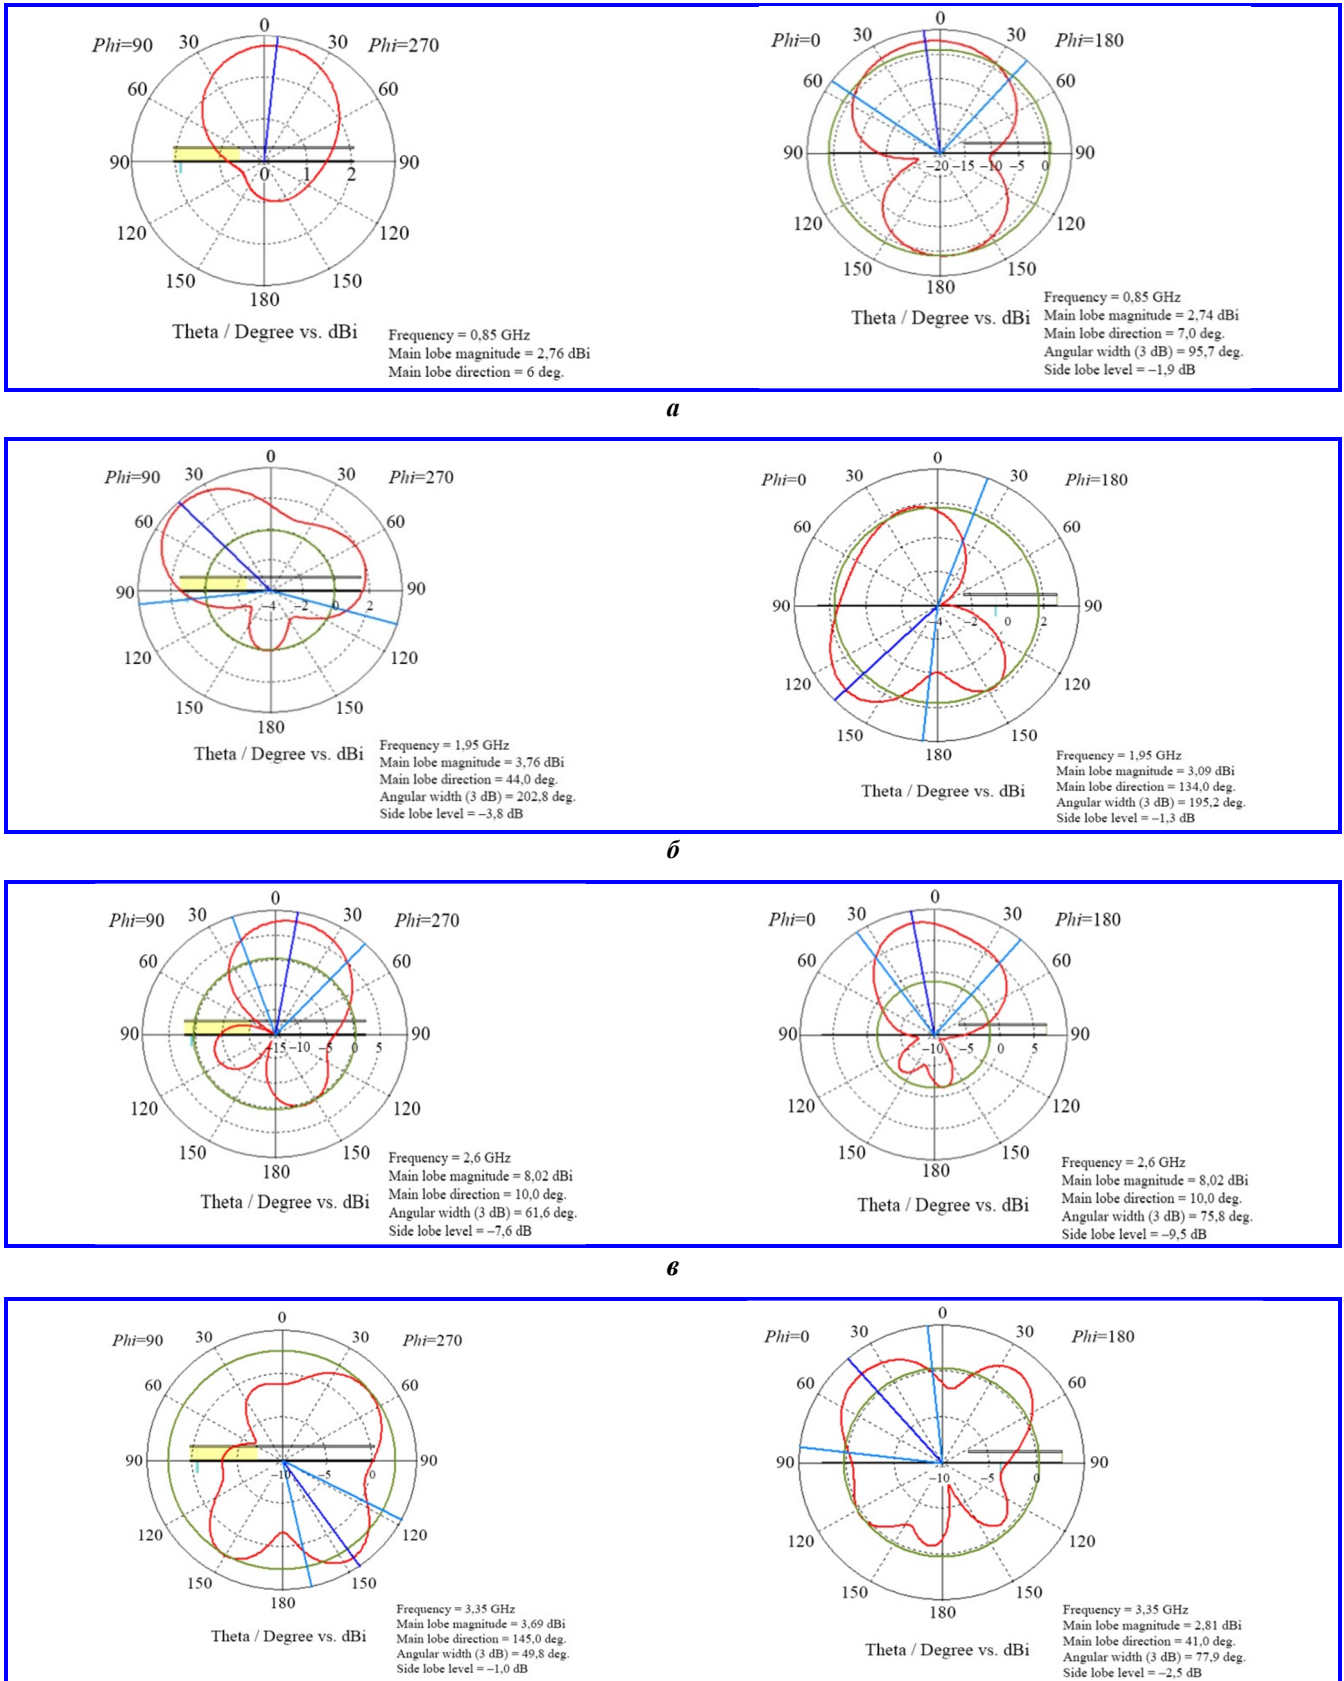 0
Phi=90 30 30 Phi=270
60 60
90 0 1 2 90
120 120
150 150
180
Theta / Degree vs. dBi
Frequency = 0,85 GHz
Main lobe magnitude = 2,76 dBi
Main lobe direction = 6 deg.
0
Phi=0 30 30 Phi=180
60 60
90 −20 −15 −10 −5 0 90
120 120
150 150
180
Theta / Degree vs. dBi
Frequency = 0,85 GHz
Main lobe magnitude = 2,74 dBi
Main lobe direction = 7,0 deg.
Angular width (3 dB) = 95,7 deg.
Side lobe level = −1,9 dB
а
0
Phi=90 30 30 Phi=270
60 60
90 −4 −2 0 2 90
120 120
150 150
180
Theta / Degree vs. dBi
Frequency = 1,95 GHz
Main lobe magnitude = 3,76 dBi
Main lobe direction = 44,0 deg.
Angular width (3 dB) = 202,8 deg.
Side lobe level = −3,8 dB
0
Phi=0 30 30 Phi=180
60 60
90 −4 −2 0 2 90
120 120
150 150
180
Theta / Degree vs. dBi
Frequency = 1,95 GHz
Main lobe magnitude = 3,09 dBi
Main lobe direction = 134,0 deg.
Angular width (3 dB) = 195,2 deg.
Side lobe level = −1,3 dB
б
0
Phi=90 30 30 Phi=270
60 60
90 −15 −10 −5 0 5 90
120 120
150 150
180
Theta / Degree vs. dBi
Frequency = 2,6 GHz
Main lobe magnitude = 8,02 dBi
Main lobe direction = 10,0 deg.
Angular width (3 dB) = 61,6 deg.
Side lobe level = −7,6 dB
0
Phi=0 30 30 Phi=180
60 60
90 −10 −5 0 5 90
120 120
150 150
180
Theta / Degree vs. dBi
Frequency = 2,6 GHz
Main lobe magnitude = 8,02 dBi
Main lobe direction = 10,0 deg.
Angular width (3 dB) = 75,8 deg.
Side lobe level = −9,5 dB
в
0
Phi=90 30 30 Phi=270
60 60
90 −10 −5 0 90
120 120
150 150
180
Theta / Degree vs. dBi
Frequency = 3,35 GHz
Main lobe magnitude = 3,69 dBi
Main lobe direction = 145,0 deg.
Angular width (3 dB) = 49,8 deg.
Side lobe level = −1,0 dB
0
Phi=0 30 30 Phi=180
60 60
90 −10 −5 0 90
120 120
150 150
180
Theta / Degree vs. dBi
Frequency = 3,35 GHz
Main lobe magnitude = 2,81 dBi
Main lobe direction = 41,0 deg.
Angular width (3 dB) = 77,9 deg.
Side lobe level = −2,5 dB